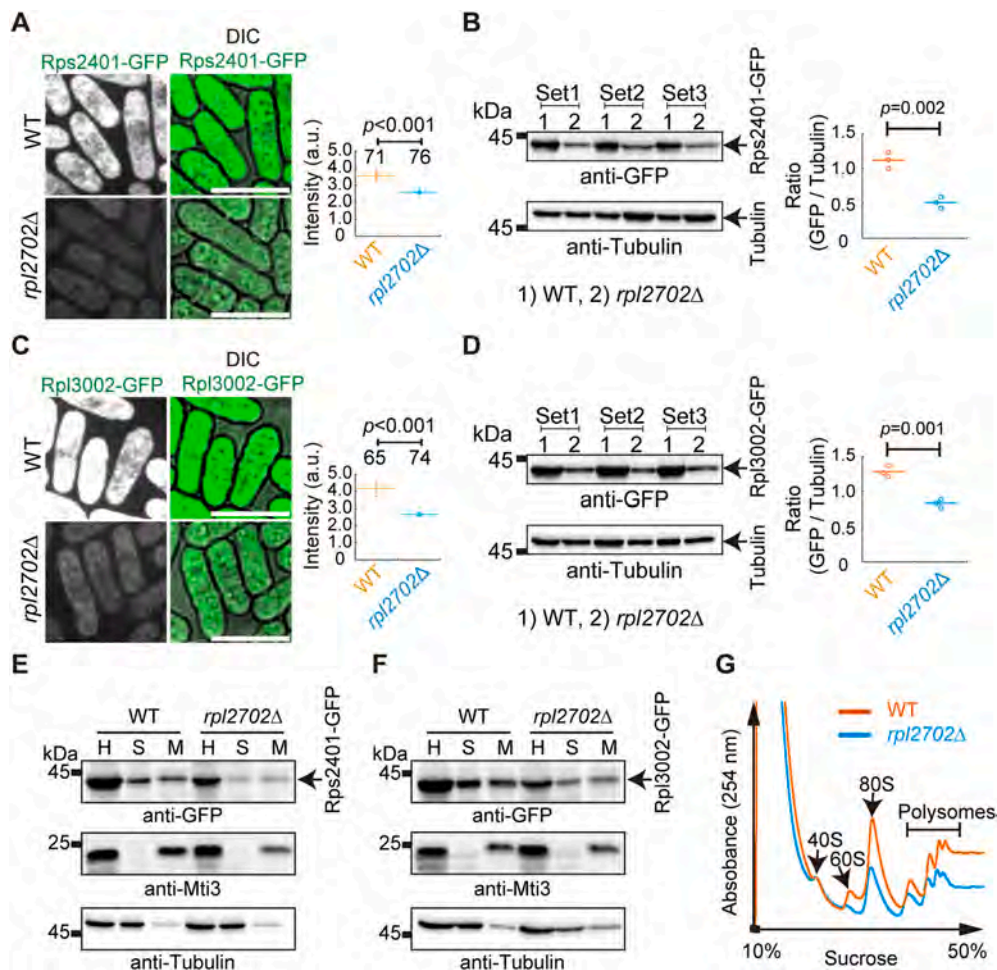 A
DIC
Rps2401-GFP Rps2401-GFP
WT
rpl2702Δ
p<0.001
71 76
Intensity (a.u.)
5.0
4.0
3.0
2.0
1.0
0
WT
rpl2702Δ
B
Set1 Set2 Set3
kDa 1 2 1 2 1 2
45
Rps2401-GFP
anti-GFP
45
Tubulin
anti-Tubulin
1) WT, 2) rpl2702Δ
p=0.002
Ratio
(GFP / Tubulin)
1.5
1.0
0.5
0
WT
rpl2702Δ
C
DIC
Rpl3002-GFP Rpl3002-GFP
WT
rpl2702Δ
p<0.001
65 74
Intensity (a.u.)
5.0
4.0
3.0
2.0
1.0
0
WT
rpl2702Δ
D
Set1 Set2 Set3
kDa 1 2 1 2 1 2
45
Rpl3002-GFP
anti-GFP
45
Tubulin
anti-Tubulin
1) WT, 2) rpl2702Δ
p=0.001
Ratio
(GFP / Tubulin)
1.5
1.0
0.5
0
WT
rpl2702Δ
E
WT rpl2702Δ
kDa H S M H S M
45
Rps2401-GFP
anti-GFP
25
anti-Mti3
45
anti-Tubulin
F
WT rpl2702Δ
kDa H S M H S M
45
Rpl3002-GFP
anti-GFP
25
anti-Mti3
45
anti-Tubulin
G
WT
rpl2702Δ
80S
Polysomes
40S
60S
Absobance (254 nm)
10% 50%
Sucrose